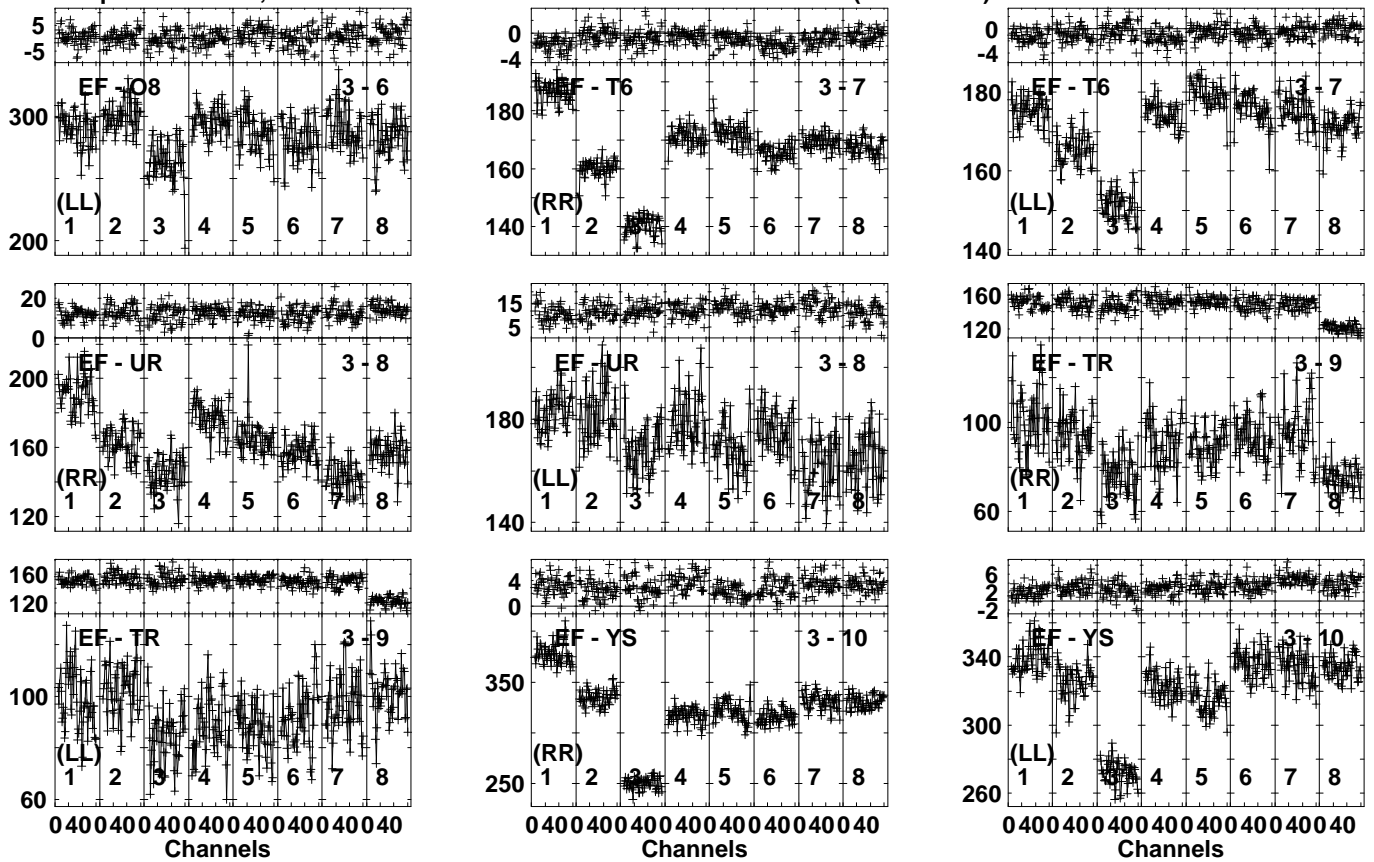 5
-5
EF - O8 3 - 6
300
(LL)
1 2 3 4 5 6 7 8
200
0
-4
EF - T6 3 - 7
180
160
(RR)
140
1 2 3 4 5 6 7 8
0
-4
EF - T6 3 - 7
180
160
(LL)
1 2 3 4 5 6 7 8
140
20
0
EF - UR 3 - 8
200
160
(RR)
1 2 3 4 5 6 7 8
120
15
5
EF - UR 3 - 8
180
(LL)
1 2 3 4 5 6 7 8
140
160
120
EF - TR 3 - 9
100
(RR)
1 2 3 4 5 6 7 8
60
160
120
EF - TR 3 - 9
100
(LL)
1 2 3 4 5 6 7 8
60
0 40 0 40 0 40 0 40 0 40 0 40 0 40 0 40
Channels
4
0
EF - YS 3 - 10
350
(RR)
1 2 3 4 5 6 7 8
250
0 40 0 40 0 40 0 40 0 40 0 40 0 40 0 40
Channels
6
2
-2
EF - YS 3 - 10
340
300
(LL)
1 2 3 4 5 6 7 8
260
0 40 0 40 0 40 0 40 0 40 0 40 0 40 0 40
Channels